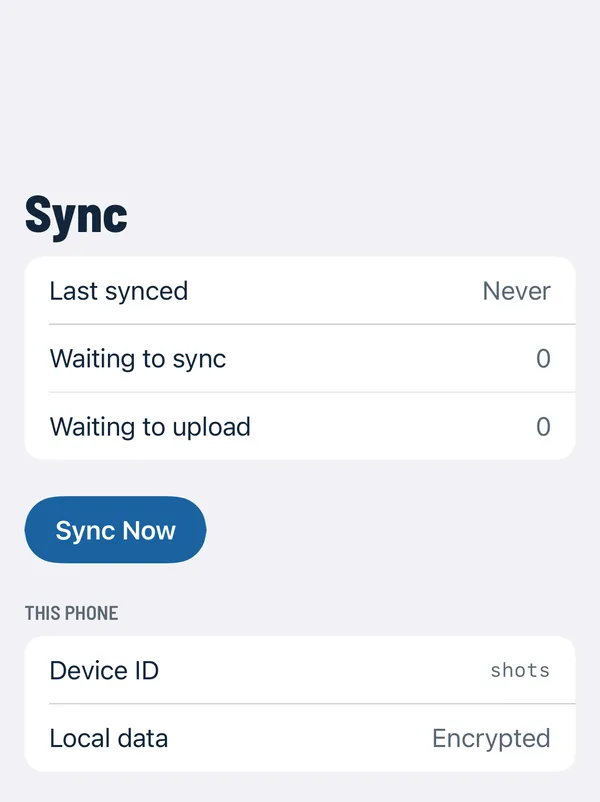 Sync
Last synced Never
Waiting to sync 0
Waiting to upload 0
Sync Now
THIS PHONE
Device ID shots
Local data Encrypted